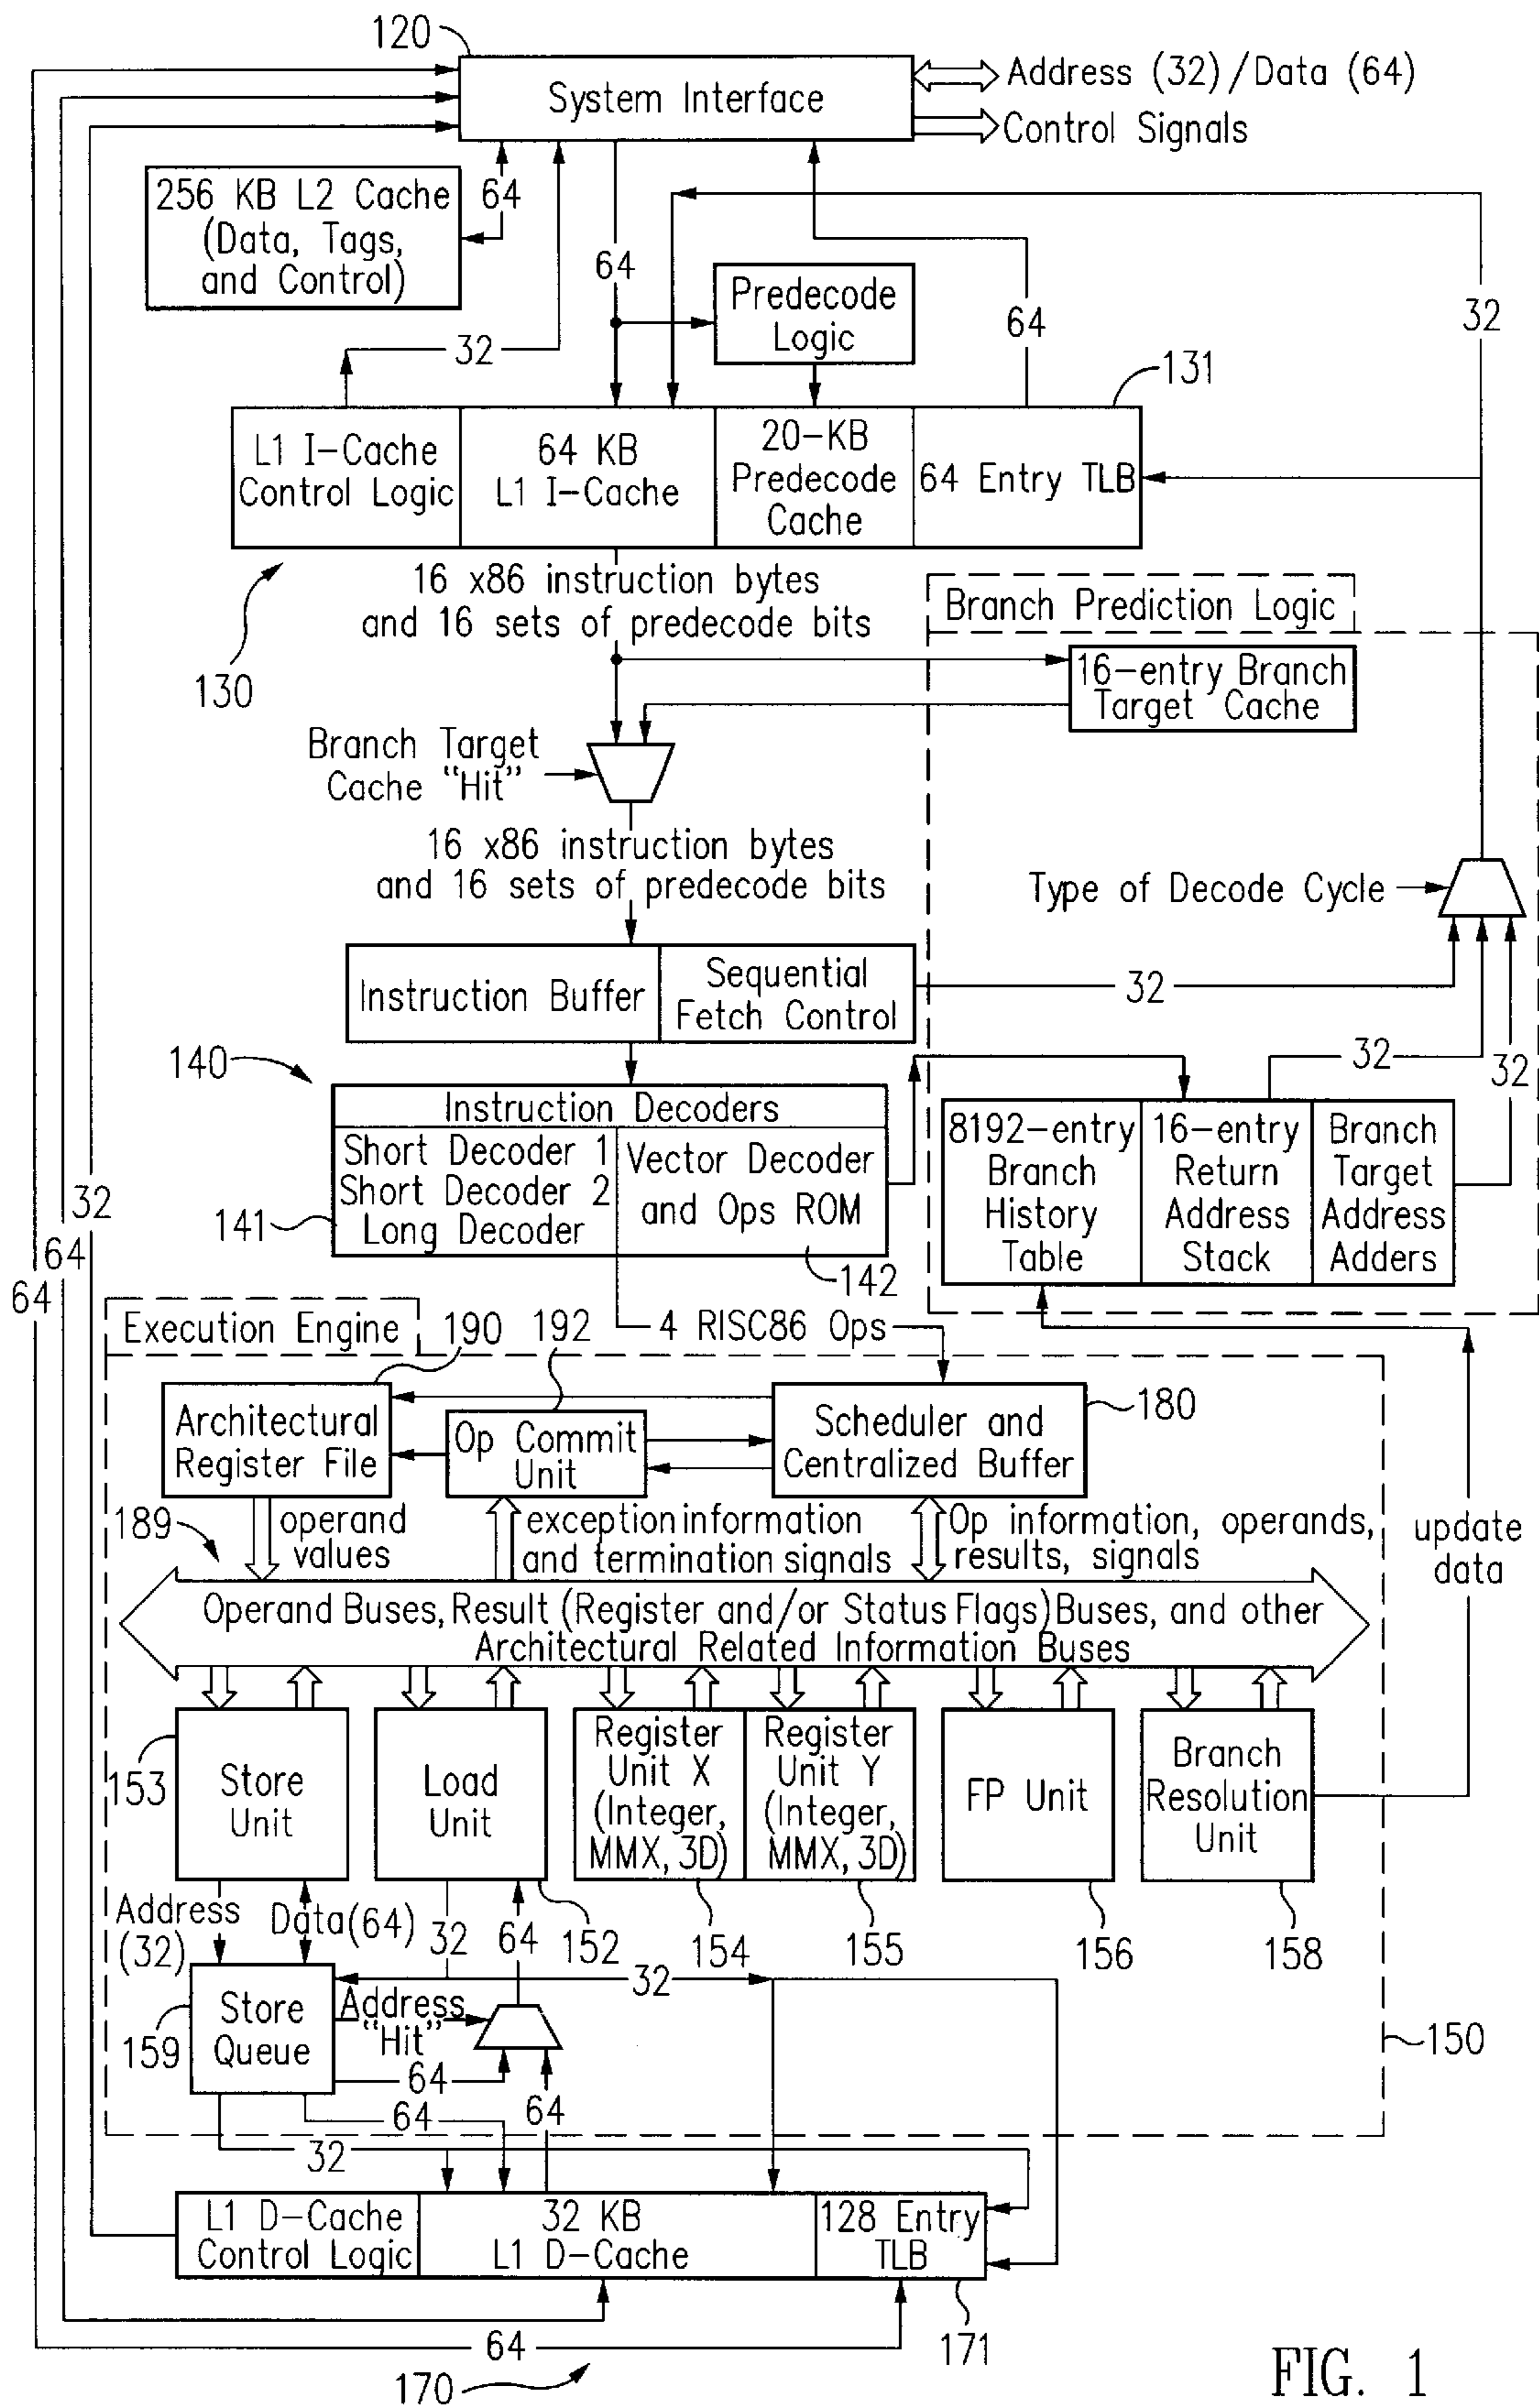 120
System Interface
Address (32)/Data (64)
Control Signals
256 KB L2 Cache
(Data, Tags,
and Control)
64
64
Predecode
Logic
64
32
32
131
L1 I-Cache
Control Logic
64 KB
L1 I-Cache
20-KB
Predecode
Cache
64 Entry TLB
130
16 x86 instruction bytes
and 16 sets of predecode bits
Branch Prediction Logic
16-entry Branch
Target Cache
Branch Target
Cache "Hit"
16 x86 instruction bytes
and 16 sets of predecode bits
Type of Decode Cycle
Instruction Buffer
Sequential
Fetch Control
32
32
32
140
Instruction Decoders
Short Decoder 1
Short Decoder 2
Long Decoder
Vector Decoder
and Ops ROM
141
142
8192-entry
Branch
History
Table
16-entry
Return
Address
Stack
Branch
Target
Address
Adders
32
64
64
Execution Engine
190
192
4 RISC86 Ops
Architectural
Register File
Op Commit
Unit
Scheduler and
Centralized Buffer
180
189
operand
values
exception information
and termination signals
Op information, operands,
results, signals
update
data
Operand Buses, Result (Register and/or Status Flags) Buses, and other
Architectural Related Information Buses
153
Store
Unit
Load
Unit
Register
Unit X
(Integer,
MMX, 3D)
Register
Unit Y
(Integer,
MMX, 3D)
FP Unit
Branch
Resolution
Unit
Address
(32)
Data(64)
32
64
152
154
155
156
158
32
159
Store
Queue
Address
"Hit"
64
64
64
150
32
L1 D-Cache
Control Logic
32 KB
L1 D-Cache
128 Entry
TLB
64
171
170
FIG. 1